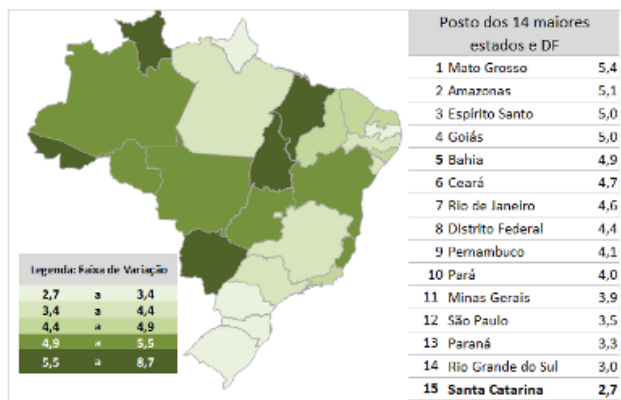 Posto dos 14 maiores
estados e DF
1 Mato Grosso 5,4
2 Amazonas 5,1
3 Espírito Santo 5,0
4 Goiás 5,0
5 Bahia 4,9
6 Ceará 4,7
7 Rio de Janeiro 4,6
8 Distrito Federal 4,4
9 Pernambuco 4,1
10 Pará 4,0
11 Minas Gerais 3,9
12 São Paulo 3,5
13 Paraná 3,3
14 Rio Grande do Sul 3,0
15 Santa Catarina 2,7
Legenda: Faixa de Variação
2,7 a 3,4
3,4 a 4,4
4,4 a 4,9
4,9 a 5,5
5,5 a 8,7